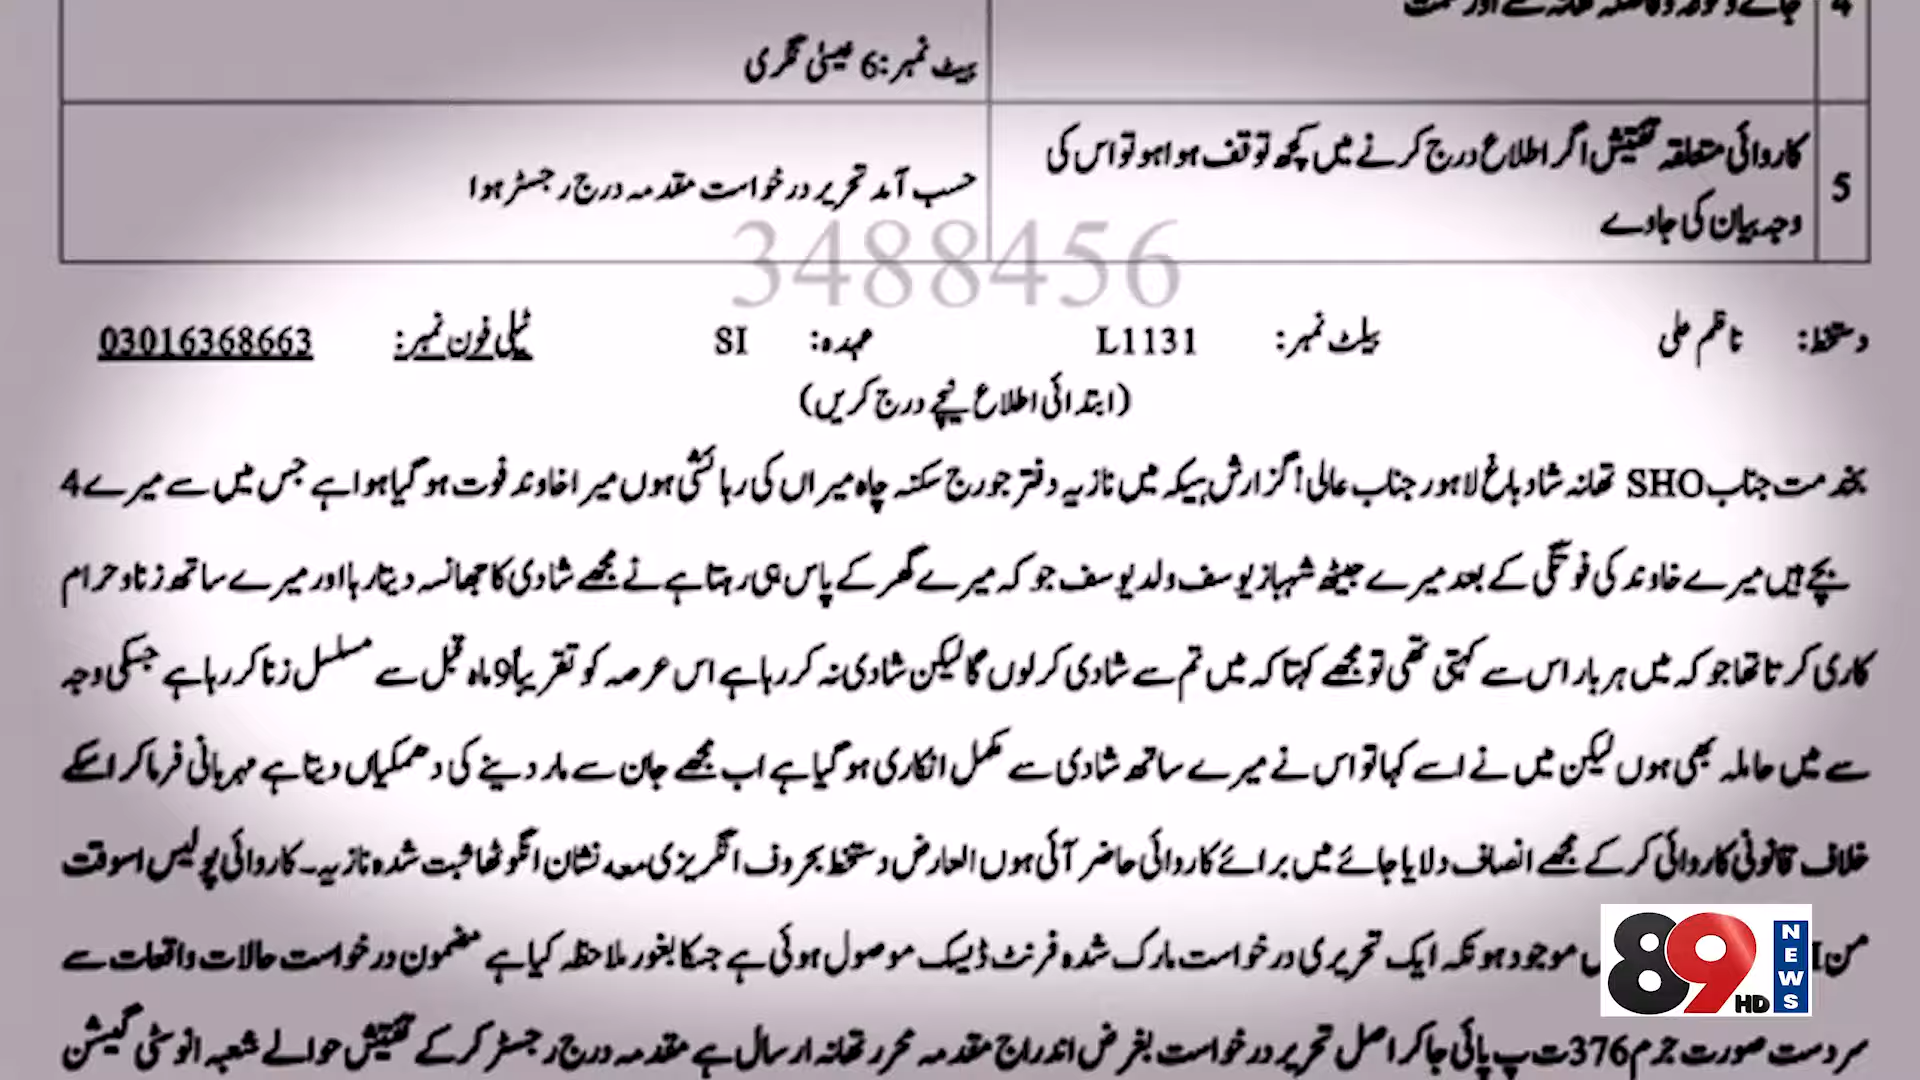 4
بیٹ نمبر:6 عیسیٰ نگری
5
کاروائی متعلقہ تفتیش اگر اطلاع درج کرنے میں کچھ توقف ہوا ہو تو اس کی
وجہ بیان کی جاوے
حسب آمد تحریر درخواست مقدمہ درج رجسٹر ہوا
3488456
دستخط: ناظم علی بیلٹ نمبر: L1131 عہدہ: SI ٹیلی فون نمبر: 03016368663
(ابتدائی اطلاع نیچے درج کریں)
بخدمت جناب SHO تھانہ شادباغ لاہور جناب عالی! گزارش ہیکہ میں نازیہ دفتر جورج سکنہ چاہ میراں کی رہائشی ہوں میرا خاوند فوت ہو گیا ہوا ہے جس میں سے میرے 4
بچے ہیں میرے خاوند کی فوتگی کے بعد میرے جیٹھ شہباز یوسف ولد یوسف جو کہ میرے گھر کے پاس ہی رہتا ہے نے مجھے شادی کا جھانسہ دیتا رہا اور میرے ساتھ زنا و حرام
کاری کرتا تھا جو کہ میں ہر بار اس سے کہتی تھی تو مجھے کہتا کہ میں تم سے شادی کر لوں گا لیکن شادی نہ کر رہا ہے اس عرصہ کو تقریباً 9 ماہ قبل سے مسلسل زنا کر رہا ہے جسکی وجہ
سے میں حاملہ بھی ہوں لیکن میں نے اسے کہا تو اس نے میرے ساتھ شادی سے مکمل انکاری ہو گیا ہے اب مجھے جان سے مار دینے کی دھمکیاں دیتا ہے مہربانی فرما کر اسکے
خلاف قانونی کاروائی کر کے مجھے انصاف دلایا جائے میں برائے کاروائی حاضر آئی ہوں العارض دستخط بحروف انگریزی معہ نشان انگوٹھا ثبت شدہ نازیہ۔ کاروائی پولیس اسوقت
من موجود ہونکہ ایک تحریری درخواست مارک شدہ فرنٹ ڈیسک موصول ہوئی ہے جسکا بغور ملاحظہ کیا ہے مضمون درخواست حالات واقعات سے
سردست صورت جرم 376 ت پ پائی جا کر اصل تحریر درخواست بغرض اندراج مقدمہ محرر تھانہ ارسال ہے مقدمہ درج رجسٹر کر کے تفتیش حوالے شعبہ انوسٹی گیشن
89 NEWS HD